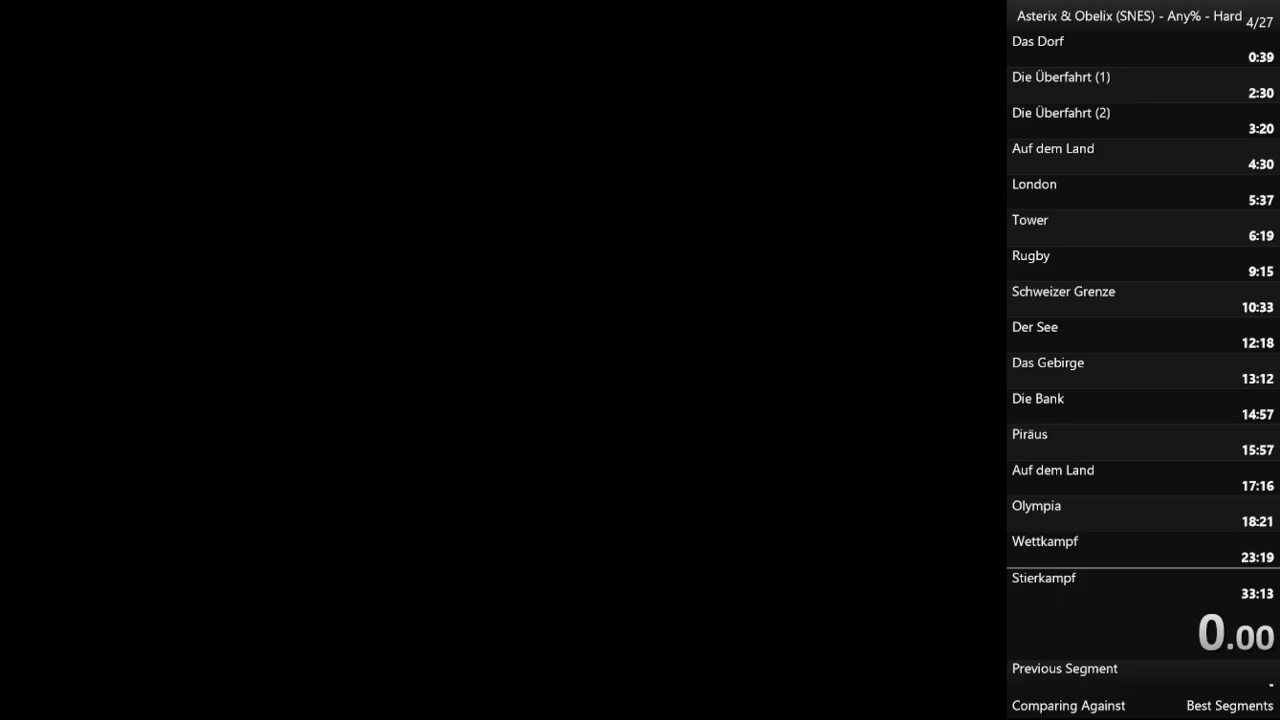 Asterix & Obelix (SNES) - Any% - Hard 4/27
Das Dorf
0:39
Die Überfahrt (1)
2:30
Die Überfahrt (2)
3:20
Auf dem Land
4:30
London
5:37
Tower
6:19
Rugby
9:15
Schweizer Grenze
10:33
Der See
12:18
Das Gebirge
13:12
Die Bank
14:57
Piräus
15:57
Auf dem Land
17:16
Olympia
18:21
Wettkampf
23:19
Stierkampf
33:13
0.00
Previous Segment
-
Comparing Against Best Segments